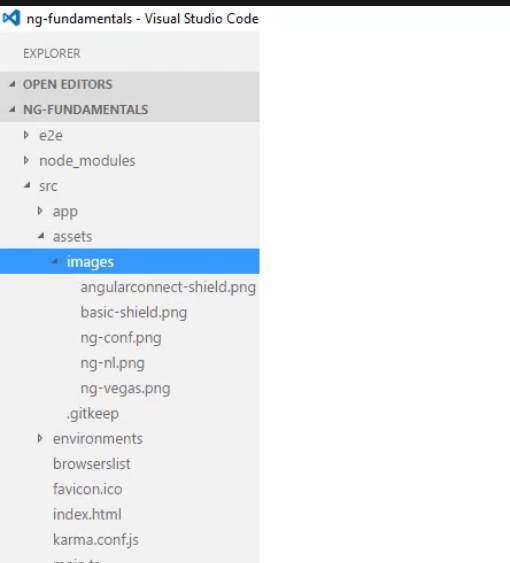 ng-fundamentals - Visual Studio Code
EXPLORER
OPEN EDITORS
NG-FUNDAMENTALS
e2e
node_modules
src
app
assets
images
angularconnect-shield.png
basic-shield.png
ng-conf.png
ng-nl.png
ng-vegas.png
.gitkeep
environments
browserslist
favicon.ico
index.html
karma.conf.js
main.ts